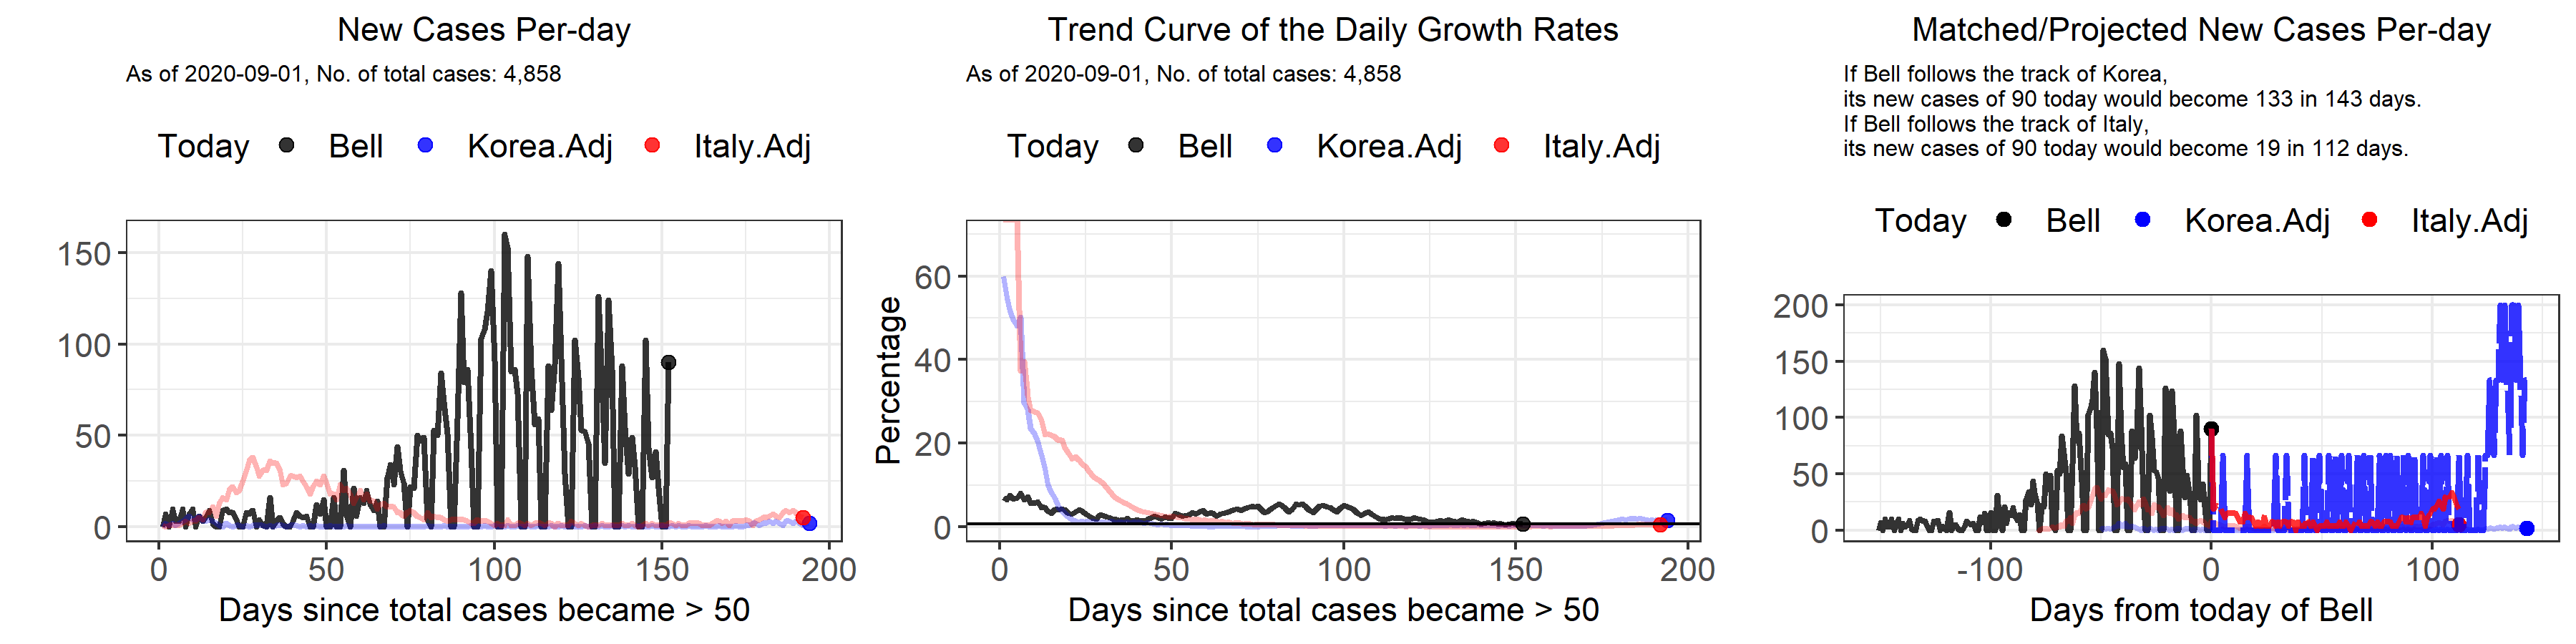 New Cases Per-day
As of 2020-09-01, No. of total cases: 4,858
Today Bell Korea.Adj Italy.Adj
150
100
50
0
0 50 100 150 200
Days since total cases became > 50
Trend Curve of the Daily Growth Rates
As of 2020-09-01, No. of total cases: 4,858
Today Bell Korea.Adj Italy.Adj
Percentage
60
40
20
0
0 50 100 150 200
Days since total cases became > 50
Matched/Projected New Cases Per-day
If Bell follows the track of Korea,
its new cases of 90 today would become 133 in 143 days.
If Bell follows the track of Italy,
its new cases of 90 today would become 19 in 112 days.
Today Bell Korea.Adj Italy.Adj
200
150
100
50
0
-100 0 100
Days from today of Bell